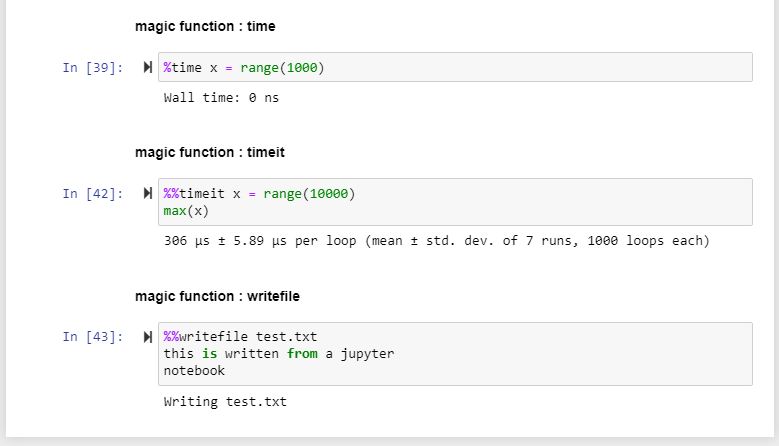 magic function : time
In [39]: %time x = range(1000)
Wall time: 0 ns
magic function : timeit
In [42]: %%timeit x = range(10000)
max(x)
306 µs ± 5.89 µs per loop (mean ± std. dev. of 7 runs, 1000 loops each)
magic function : writefile
In [43]: %%writefile test.txt
this is written from a jupyter
notebook
Writing test.txt